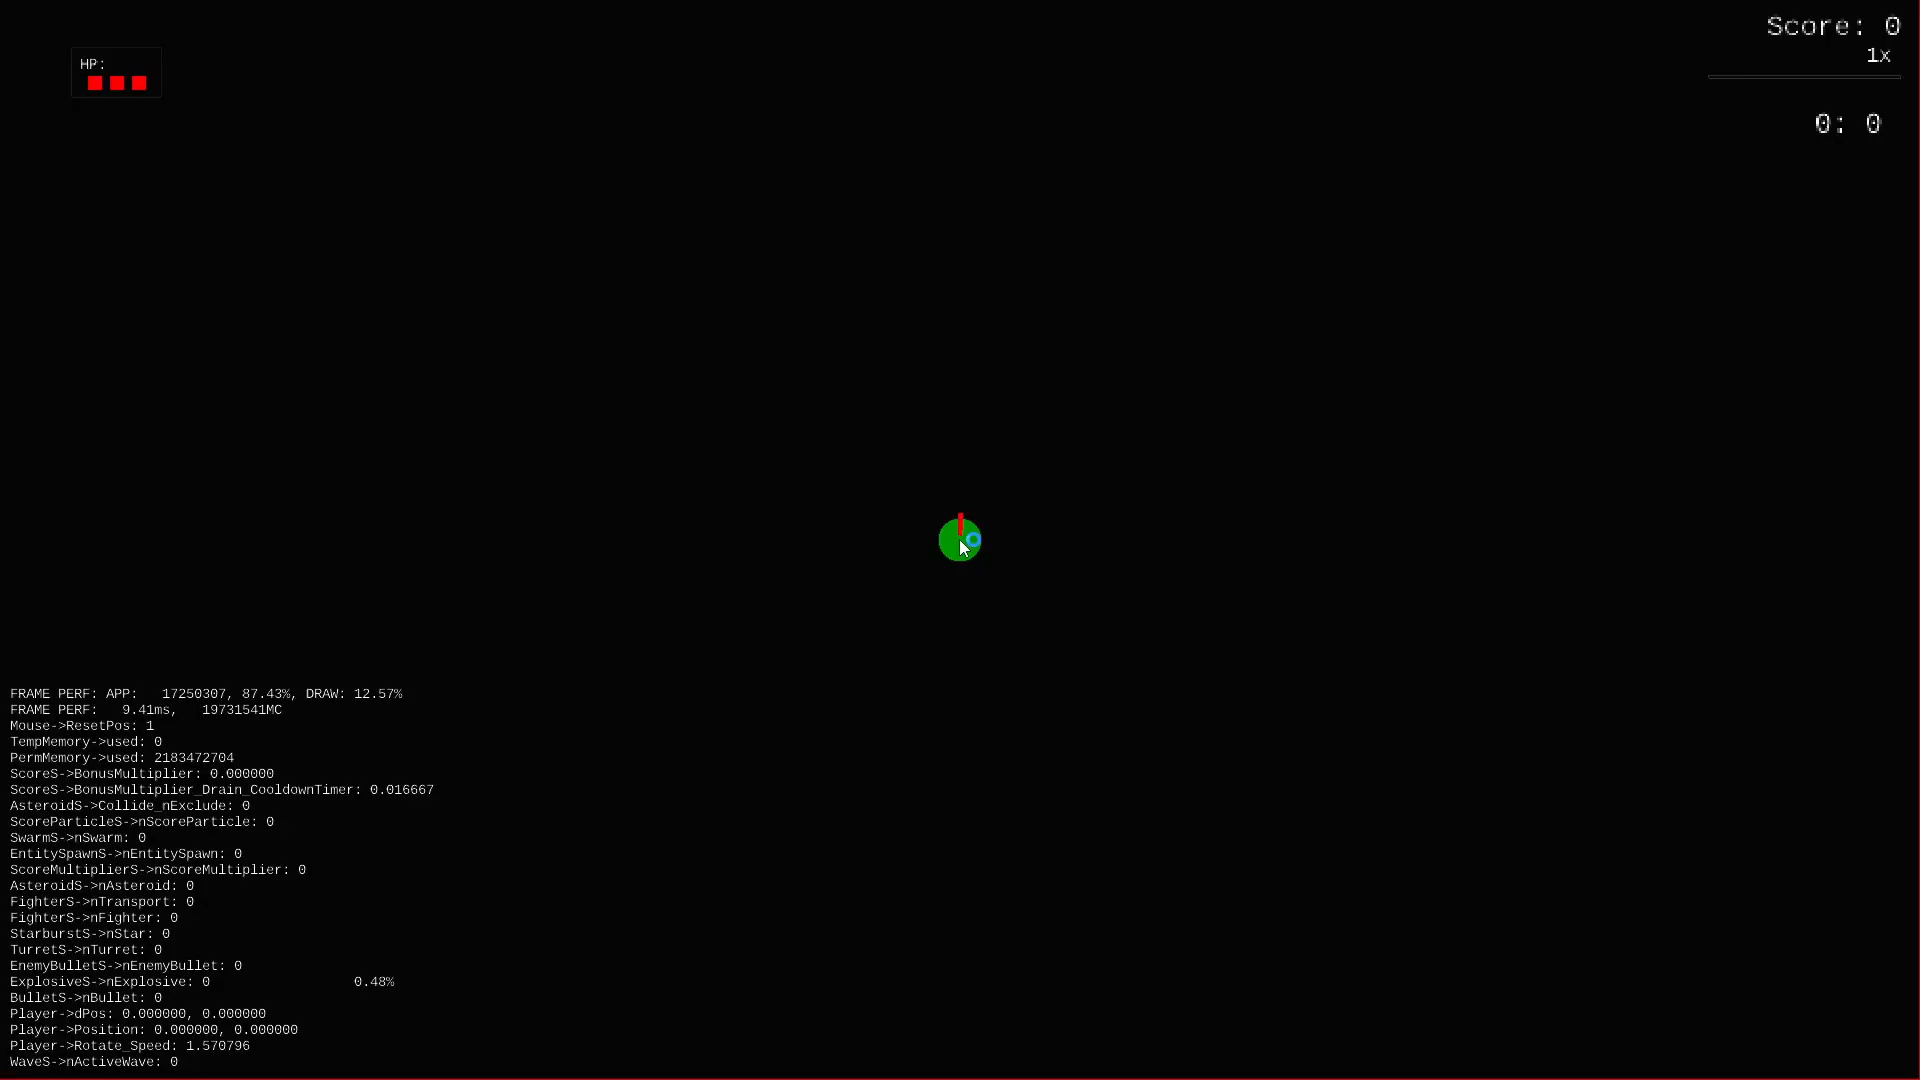 Score: 0
1x
HP:
0: 0
FRAME PERF: APP:   17250307, 87.43%, DRAW: 12.57%
FRAME PERF:   9.41ms,   19731541MC
Mouse->ResetPos: 1
TempMemory->used: 0
PermMemory->used: 2183472704
ScoreS->BonusMultiplier: 0.000000
ScoreS->BonusMultiplier_Drain_CooldownTimer: 0.016667
AsteroidS->Collide_nExclude: 0
ScoreParticleS->nScoreParticle: 0
SwarmS->nSwarm: 0
EntitySpawnS->nEntitySpawn: 0
ScoreMultiplierS->nScoreMultiplier: 0
AsteroidS->nAsteroid: 0
FighterS->nTransport: 0
FighterS->nFighter: 0
StarburstS->nStar: 0
TurretS->nTurret: 0
EnemyBulletS->nEnemyBullet: 0
ExplosiveS->nExplosive: 0                  0.48%
BulletS->nBullet: 0
Player->dPos: 0.000000, 0.000000
Player->Position: 0.000000, 0.000000
Player->Rotate_Speed: 1.570796
WaveS->nActiveWave: 0